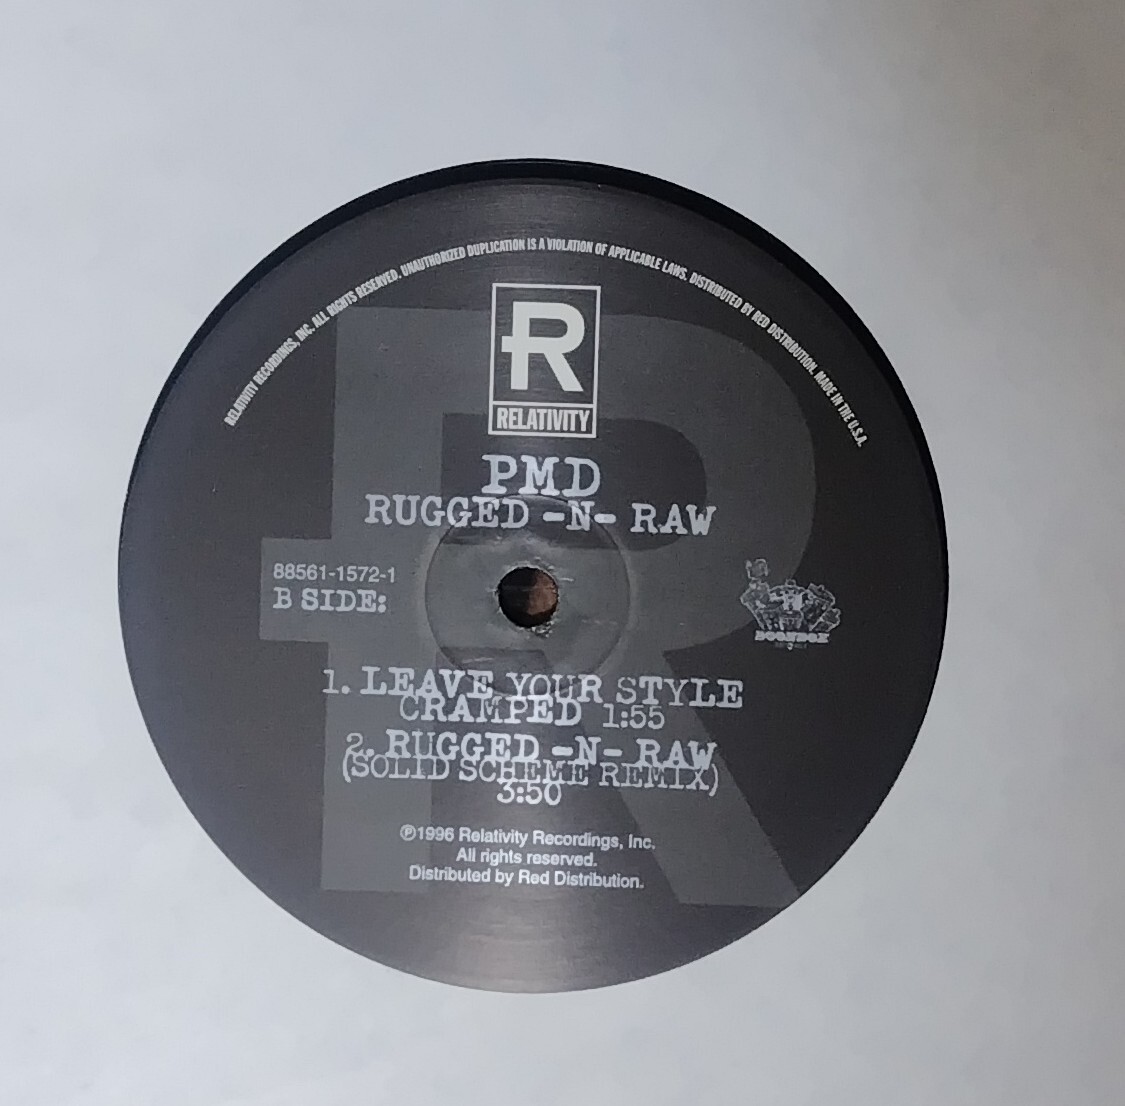 RELATIVITY RECORDINGS, INC. ALL RIGHTS RESERVED. UNAUTHORIZED DUPLICATION IS A VIOLATION OF APPLICABLE LAWS. DISTRIBUTED BY RED DISTRIBUTION. MADE IN THE U.S.A.
R
RELATIVITY
PMD
RUGGED -N- RAW
88561-1572-1
B SIDE:
BOONDOX
1. LEAVE YOUR STYLE
CRAMPED 1:55
2. RUGGED -N- RAW
(SOLID SCHEME REMIX)
3:50
℗1996 Relativity Recordings, Inc.
All rights reserved.
Distributed by Red Distribution.